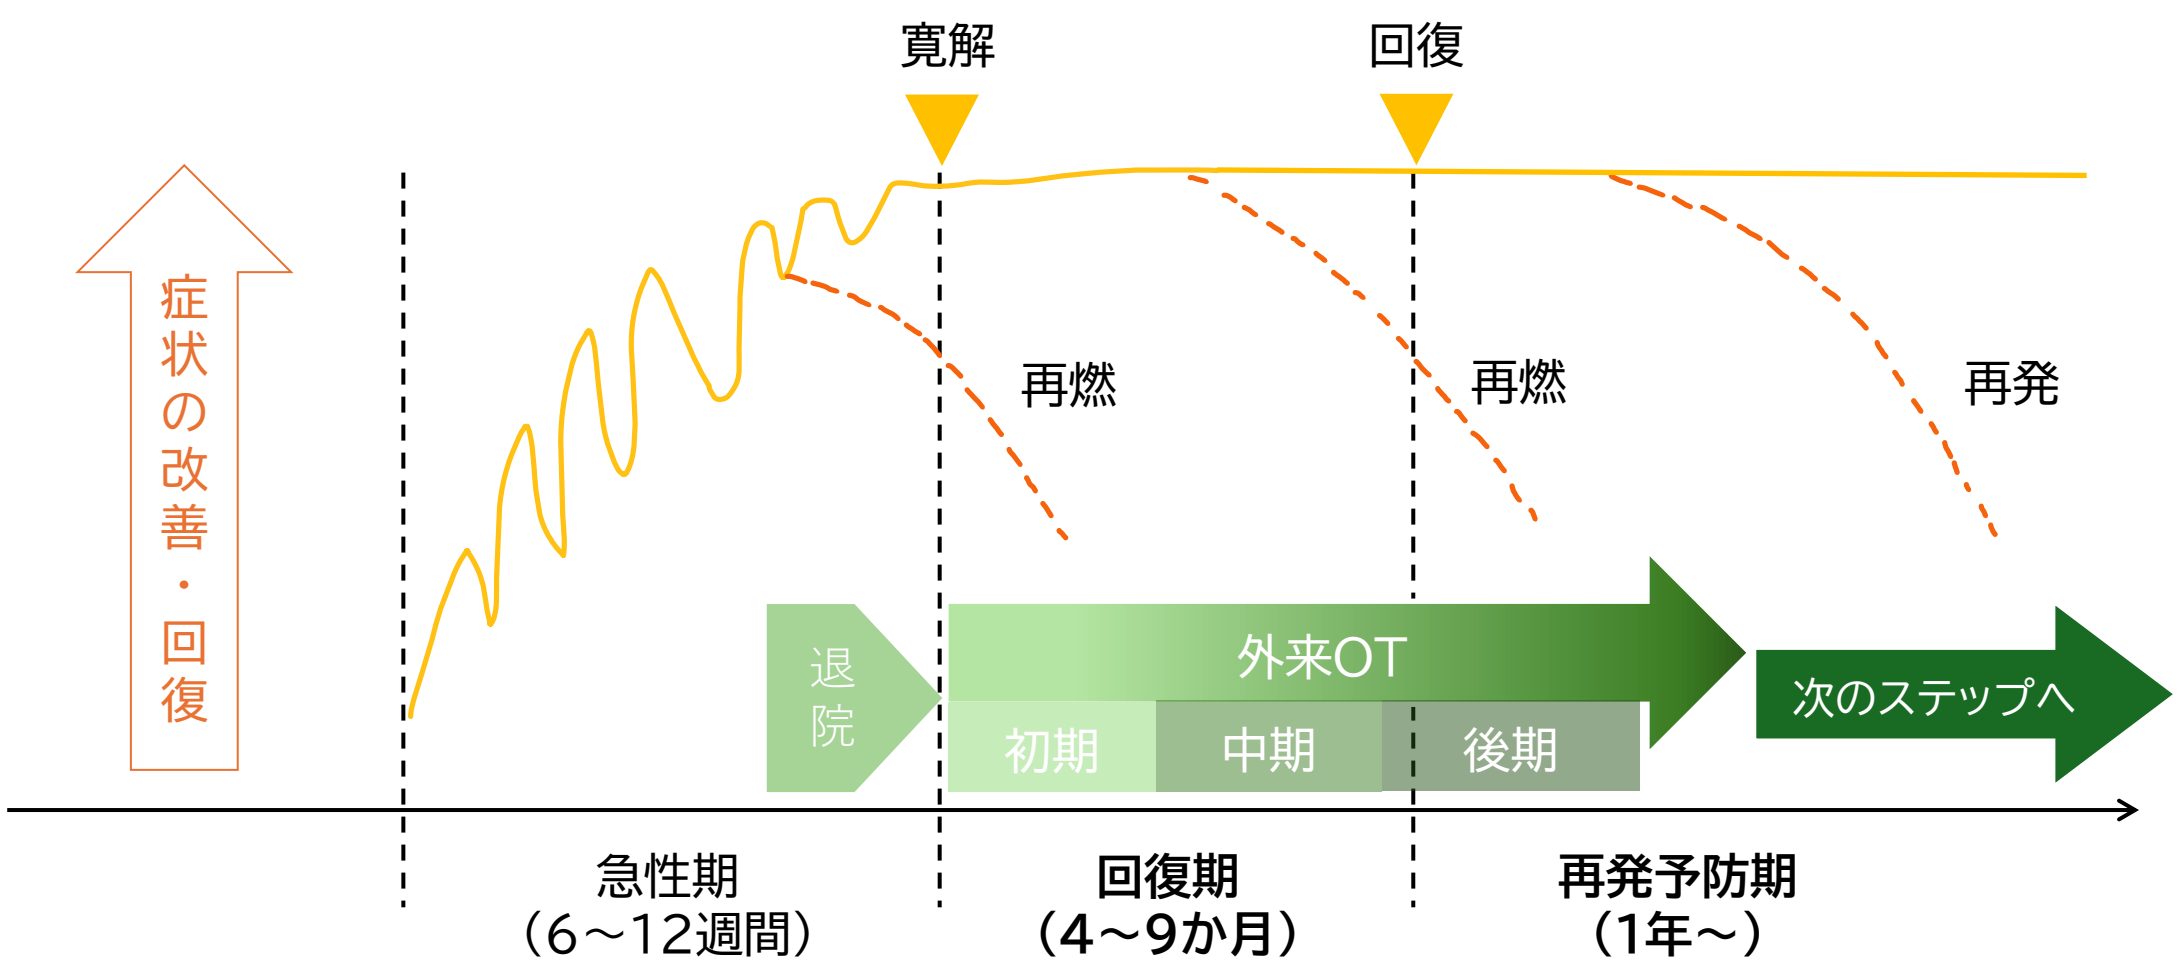 寛解
回復
症状の改善・回復
再燃
再燃
再発
退院
外来OT
初期
中期
後期
次のステップへ
急性期
（6～12週間）
回復期
（4～9か月）
再発予防期
（1年～）